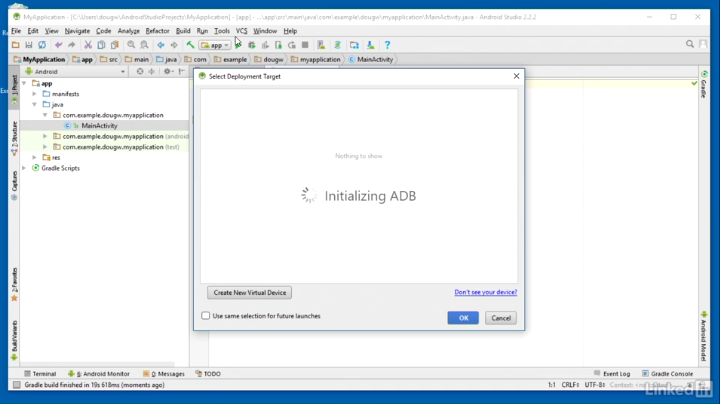 MyApplication - [C:\Users\dougw\AndroidStudioProjects\MyApplication] - [app] - ...\app\src\main\java\com\example\dougw\myapplication\MainActivity.java - Android Studio 2.2.2
File Edit View Navigate Code Analyze Refactor Build Run Tools VCS Window Help
app
MyApplication app src main java com example dougw myapplication MainActivity
Android
1: Project
Gradle
app
manifests
java
com.example.dougw.myapplication
MainActivity
com.example.dougw.myapplication (android
com.example.dougw.myapplication (test)
res
Gradle Scripts
Z: Structure
Captures
2: Favorites
Build Variants
Android Model
Select Deployment Target
Nothing to show
Initializing ADB
Create New Virtual Device
Don't see your device?
Use same selection for future launches
OK Cancel
Terminal 6: Android Monitor 0: Messages TODO Event Log Gradle Console
Gradle build finished in 19s 618ms (moments ago) 1:1 CRLF UTF-8 Context:
Linked in